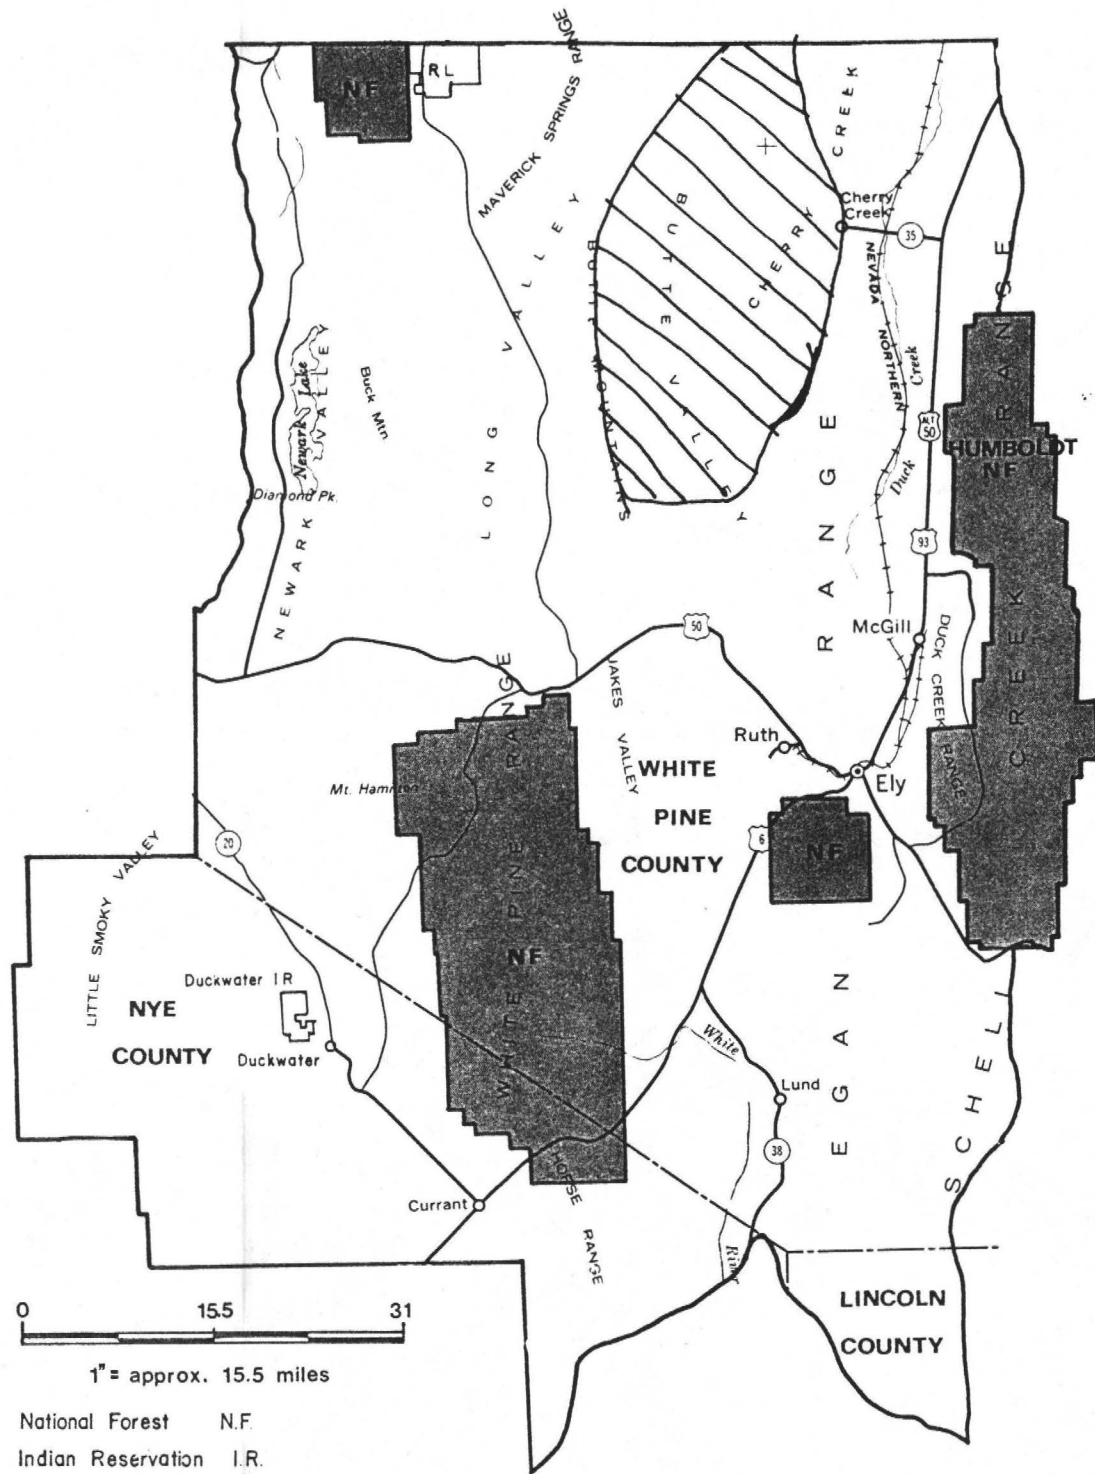 NF
RL
MAVERICK SPRINGS RANGE
CHERRY CREEK
Cherry
Creek
35
NEVADA NORTHERN
BUTTE VALLEY
BUTTE MOUNTAINS
LONG VALLEY
Newark Lake
NEWARK VALLEY
Buck Mtn.
Diamond Pk.
Duck Creek
ALT
50
93
HUMBOLDT
NF
SCHELL CREEK RANGE
McGill
DUCK CREEK RANGE
50
JAKES VALLEY
Ruth
Ely
WHITE
PINE
COUNTY
6
NF
EGAN RANGE
Mt. Hamilton
WHITE PINE RANGE
NF
20
LITTLE SMOKY VALLEY
Duckwater I R
NYE
COUNTY
Duckwater
White River
Lund
38
Currant
HORSE RANGE
LINCOLN
COUNTY
0 15.5 31
1"= approx. 15.5 miles
National Forest N.F.
Indian Reservation I.R.